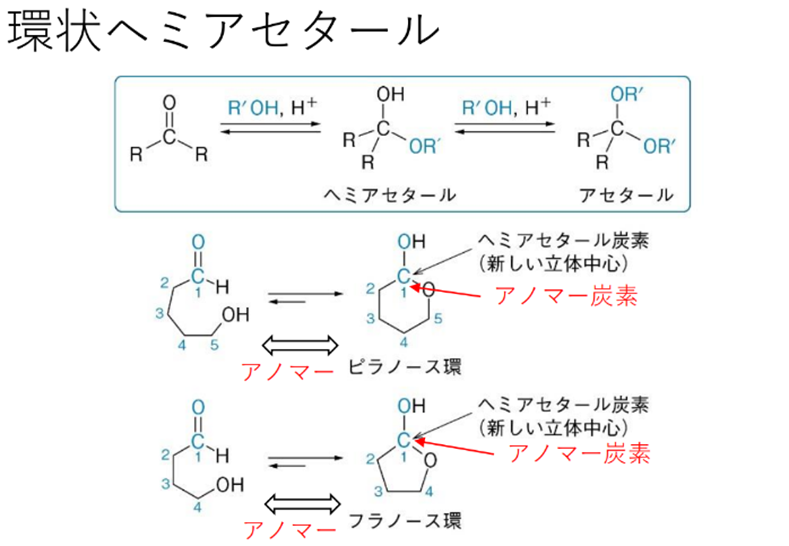 環状ヘミアセタール
O
R′OH, H⁺
OH
R′OH, H⁺
OR′
C
R
R
C
R
R
OR′
C
R
R
OR′
ヘミアセタール
アセタール
O
C
H
1
2
3
4
5
OH
OH
C
1
O
2
3
4
5
ヘミアセタール炭素
(新しい立体中心)
アノマー炭素
アノマー
ピラノース環
O
C
H
1
2
3
4
OH
OH
C
1
O
2
3
4
ヘミアセタール炭素
(新しい立体中心)
アノマー炭素
アノマー
フラノース環